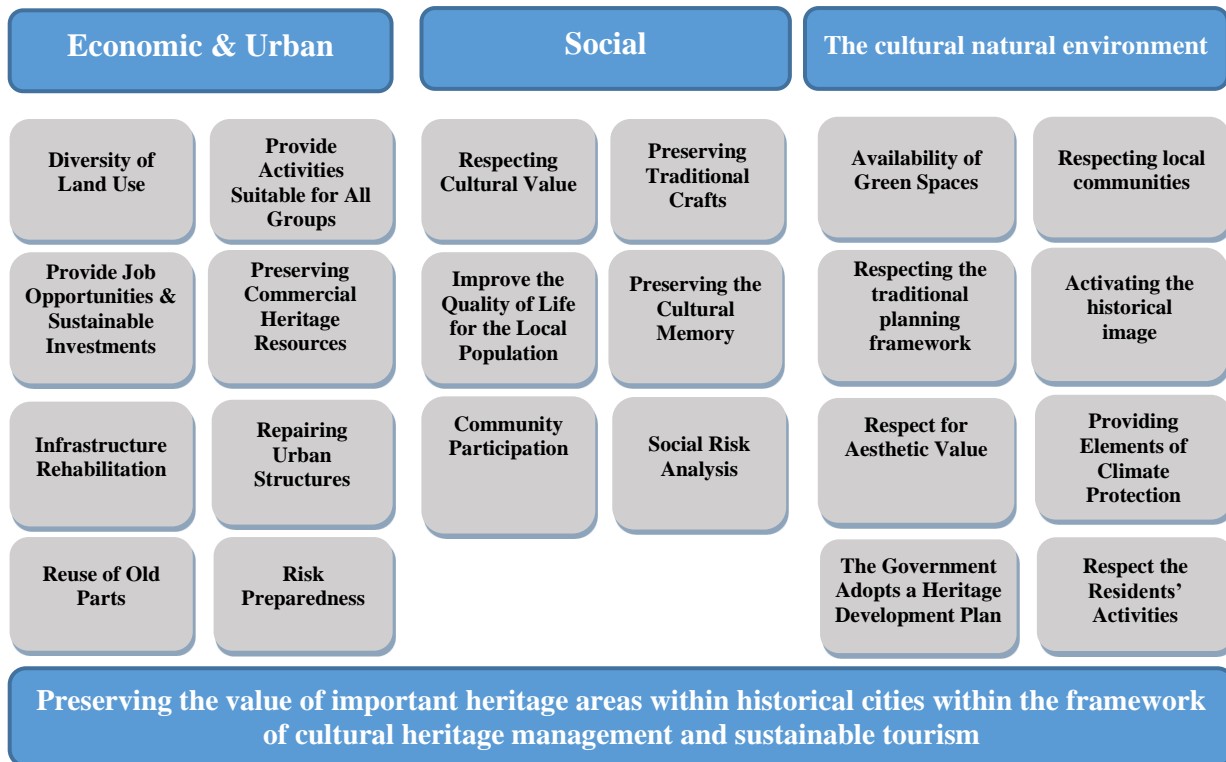 Economic & Urban
Social
The cultural natural environment
Diversity of
Land Use
Provide
Activities
Suitable for All
Groups
Respecting
Cultural Value
Preserving
Traditional
Crafts
Availability of
Green Spaces
Respecting local
communities
Provide Job
Opportunities &
Sustainable
Investments
Preserving
Commercial
Heritage
Resources
Improve the
Quality of Life
for the Local
Population
Preserving the
Cultural
Memory
Respecting the
traditional
planning
framework
Activating the
historical
image
Infrastructure
Rehabilitation
Repairing
Urban
Structures
Community
Participation
Social Risk
Analysis
Respect for
Aesthetic Value
Providing
Elements of
Climate
Protection
Reuse of Old
Parts
Risk
Preparedness
The Government
Adopts a Heritage
Development Plan
Respect the
Residents’
Activities
Preserving the value of important heritage areas within historical cities within the framework
of cultural heritage management and sustainable tourism